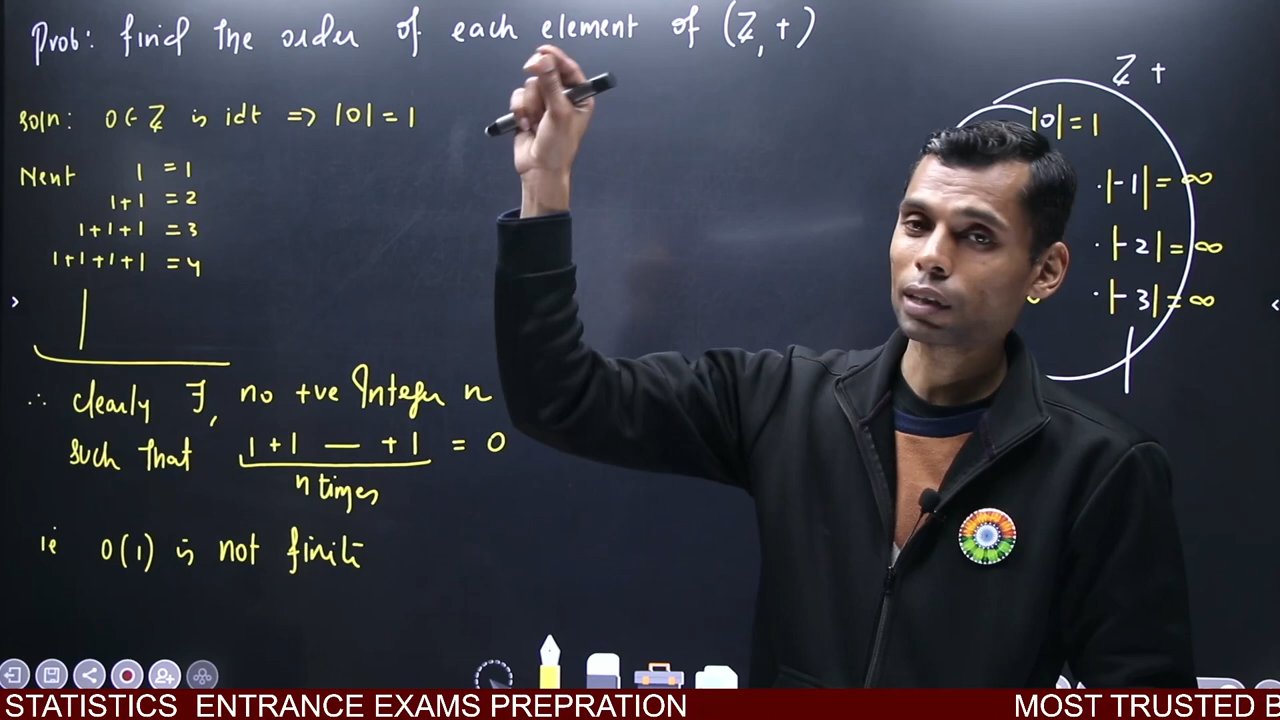 Prob: find the order of each element of (ℤ, +)
Soln: 0 ∈ ℤ is idt ⇒ |0| = 1
Next 1 = 1
1+1 = 2
1+1+1 = 3
1+1+1+1 = 4
∴ clearly ∃, no +ve Integer n
such that 1+1 — +1 = 0
n times
ie O(1) is not finite
ℤ +
|0| = 1
|-1| = ∞
|-2| = ∞
|-3| = ∞
STATISTICS ENTRANCE EXAMS PREPRATION
MOST TRUSTED